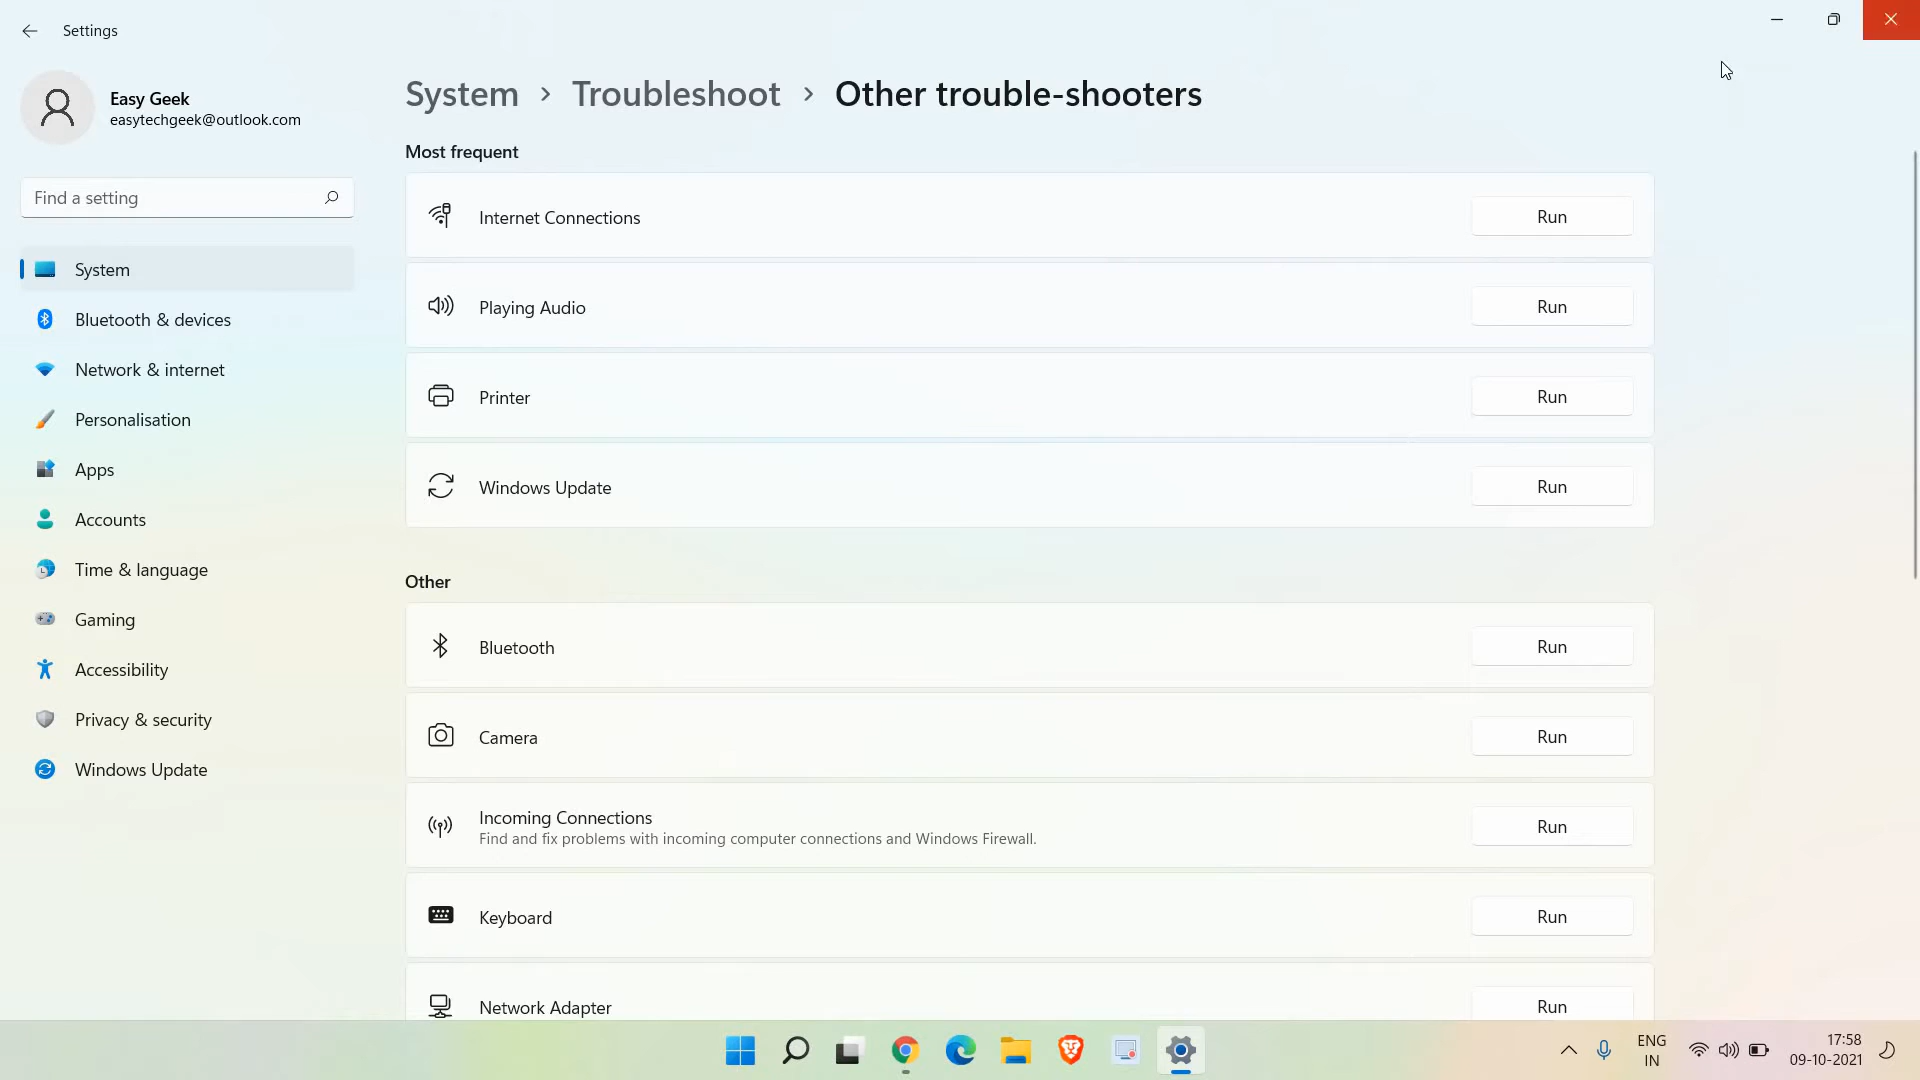 Settings
Easy Geek
easytechgeek@outlook.com
Find a setting
System
Bluetooth & devices
Network & internet
Personalisation
Apps
Accounts
Time & language
Gaming
Accessibility
Privacy & security
Windows Update
System > Troubleshoot > Other trouble-shooters
Most frequent
Internet Connections Run
Playing Audio Run
Printer Run
Windows Update Run
Other
Bluetooth Run
Camera Run
Incoming Connections Run
Find and fix problems with incoming computer connections and Windows Firewall.
Keyboard Run
Network Adapter Run
ENG
IN
17:58
09-10-2021